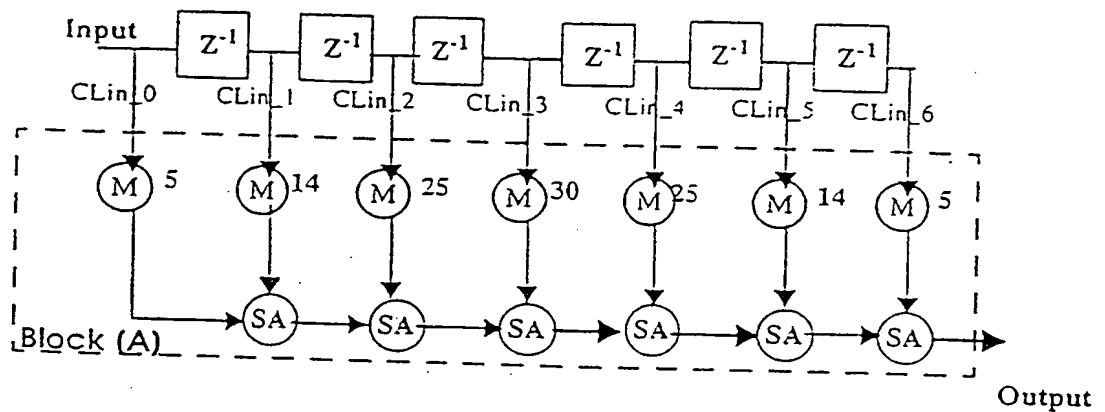 Input
Z-1 Z-1 Z-1 Z-1 Z-1 Z-1
CLin_0 CLin_1 CLin_2 CLin_3 CLin_4 CLin_5 CLin_6
M 5 M 14 M 25 M 30 M 25 M 14 M 5
SA SA SA SA SA SA
Block (A)
Output